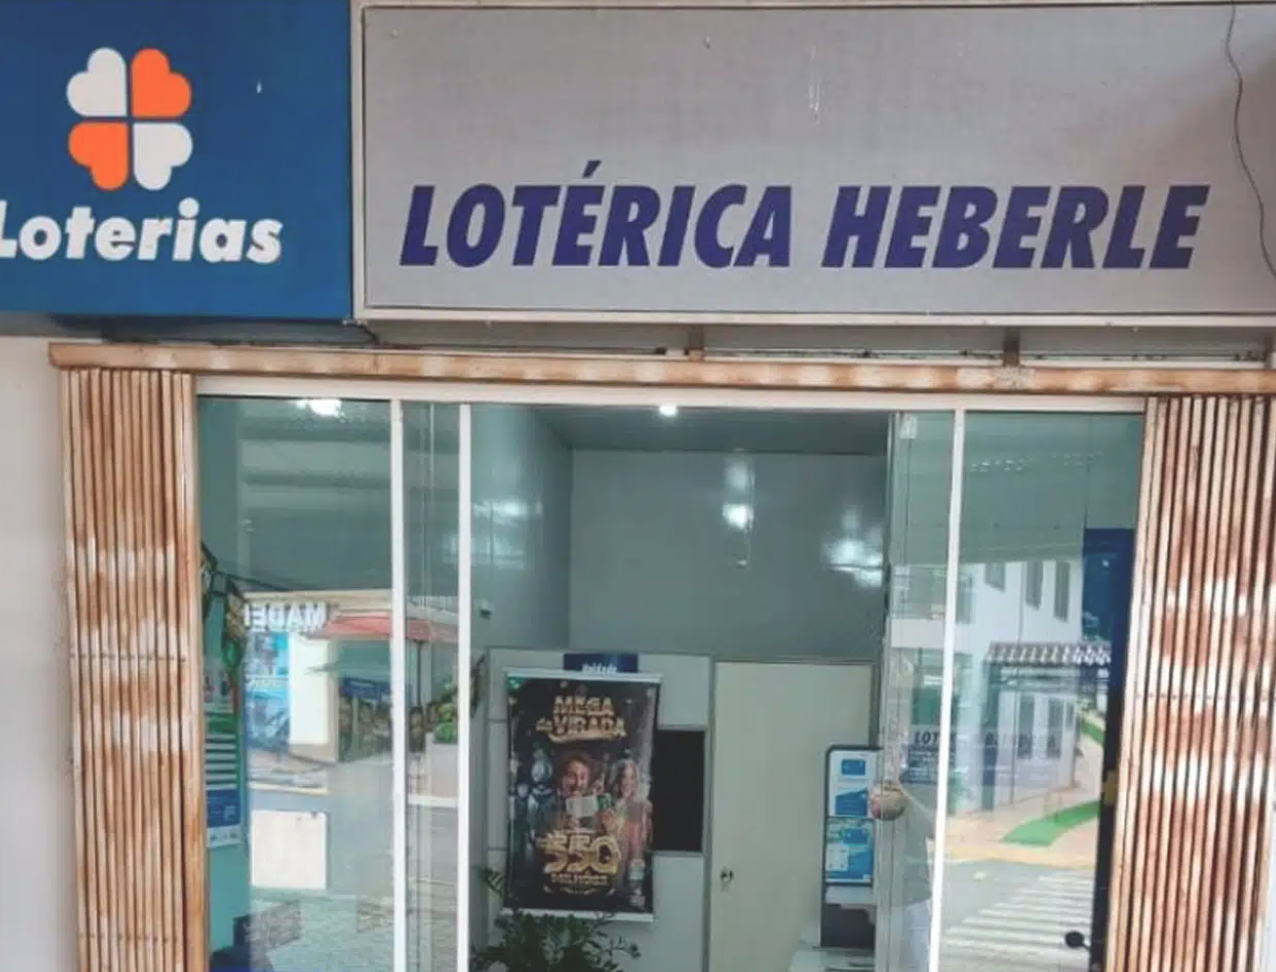 Loterias
LOTÉRICA HEBERLE
MEGA
da VIRADA
550
MILHÕES